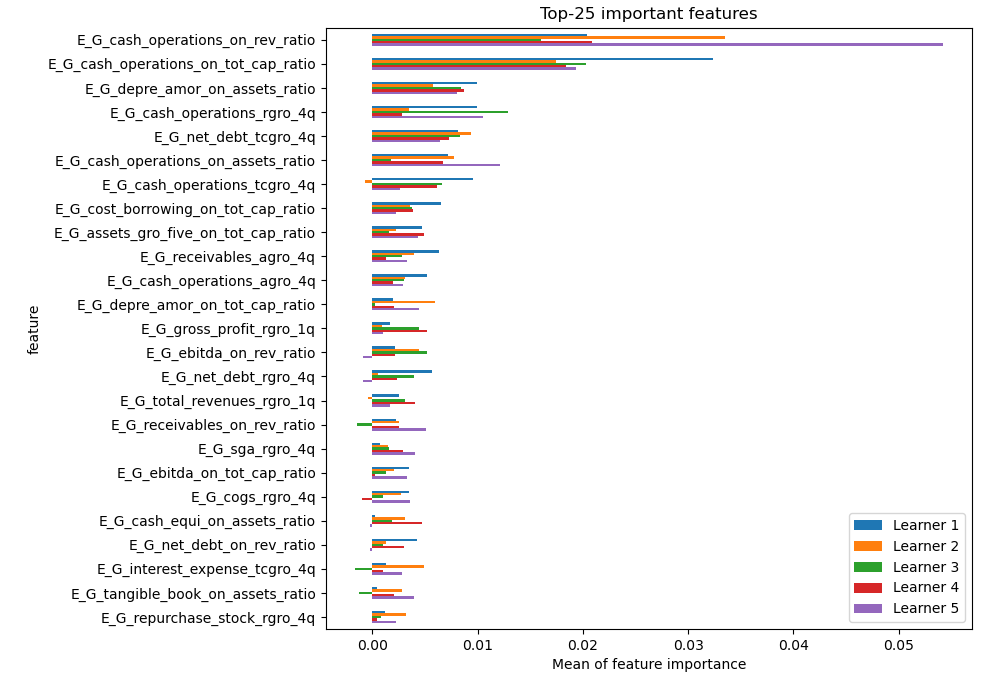 Top-25 important features
E_G_cash_operations_on_rev_ratio
E_G_cash_operations_on_tot_cap_ratio
E_G_depre_amor_on_assets_ratio
E_G_cash_operations_rgro_4q
E_G_net_debt_tcgro_4q
E_G_cash_operations_on_assets_ratio
E_G_cash_operations_tcgro_4q
E_G_cost_borrowing_on_tot_cap_ratio
E_G_assets_gro_five_on_tot_cap_ratio
E_G_receivables_agro_4q
E_G_cash_operations_agro_4q
E_G_depre_amor_on_tot_cap_ratio
E_G_gross_profit_rgro_1q
E_G_ebitda_on_rev_ratio
E_G_net_debt_rgro_4q
E_G_total_revenues_rgro_1q
E_G_receivables_on_rev_ratio
E_G_sga_rgro_4q
E_G_ebitda_on_tot_cap_ratio
E_G_cogs_rgro_4q
E_G_cash_equi_on_assets_ratio
E_G_net_debt_on_rev_ratio
E_G_interest_expense_tcgro_4q
E_G_tangible_book_on_assets_ratio
E_G_repurchase_stock_rgro_4q
feature
Learner 1
Learner 2
Learner 3
Learner 4
Learner 5
0.00 0.01 0.02 0.03 0.04 0.05
Mean of feature importance